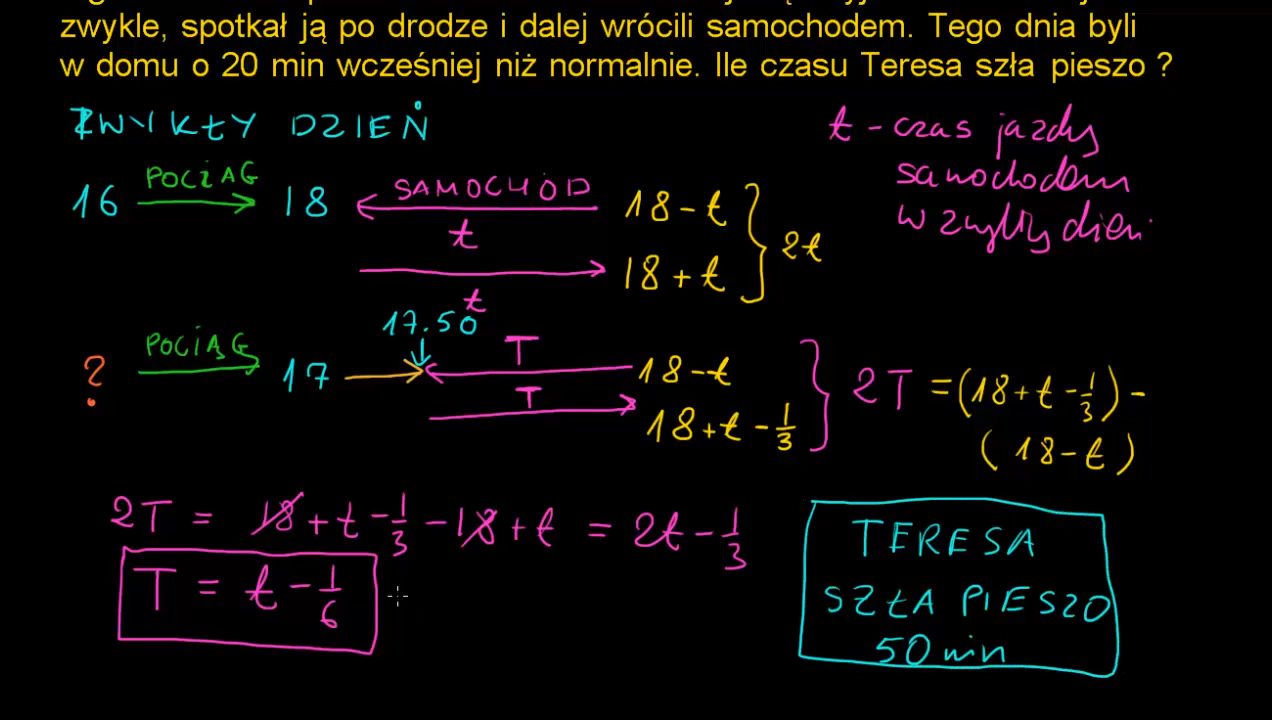 zwykle, spotkał ją po drodze i dalej wrócili samochodem. Tego dnia byli
w domu o 20 min wcześniej niż normalnie. Ile czasu Teresa szła pieszo ?
ZWYKŁY DZIEŃ
t - czas jazdy
samochodem
w zwykły dzień
16 POCIĄG 18 SAMOCHÓD 18 - t
t
18 + t } 2t
t
17.50
? POCIĄG 17 T 18 - t
T 18 + t - 1/3 } 2T = (18 + t - 1/3) -
(18 - t)
2T = 18 + t - 1/3 - 18 + t = 2t - 1/3
T = t - 1/6
TERESA
SZŁA PIESZO
50 min